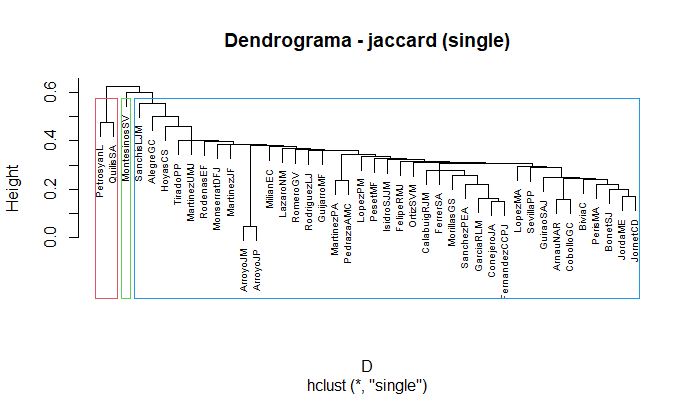 Dendrograma - jaccard (single)
Height
0.6
0.4
0.2
0.0
PetrosyanL
QuilisSA
MontesinosSV
SanchisLJM
AlegreGC
HoyasCS
TiradoPP
MartinezUMJ
RodenasEF
MonserratDFJ
MartinezJF
ArroyoJM
ArroyoJP
MilianEC
LazaroNM
RomeroGV
RodriguezLJ
GuijarroMF
MartinezPA
PedrazaAMC
LopezPM
PesetMF
IsidroSJJM
FelipeRMJ
OrtizSVM
CalabuigRJM
FerrerSA
MorillasGS
SanchezPEA
GarciaRLM
ConejeroJA
FernandezCCPJ
LopezMA
SevillaPP
GuiraoSAJ
ArnauNAR
CobolloGC
BiviaC
PerisMA
BonetSJ
JordaME
JornetCD
D
hclust (*, "single")